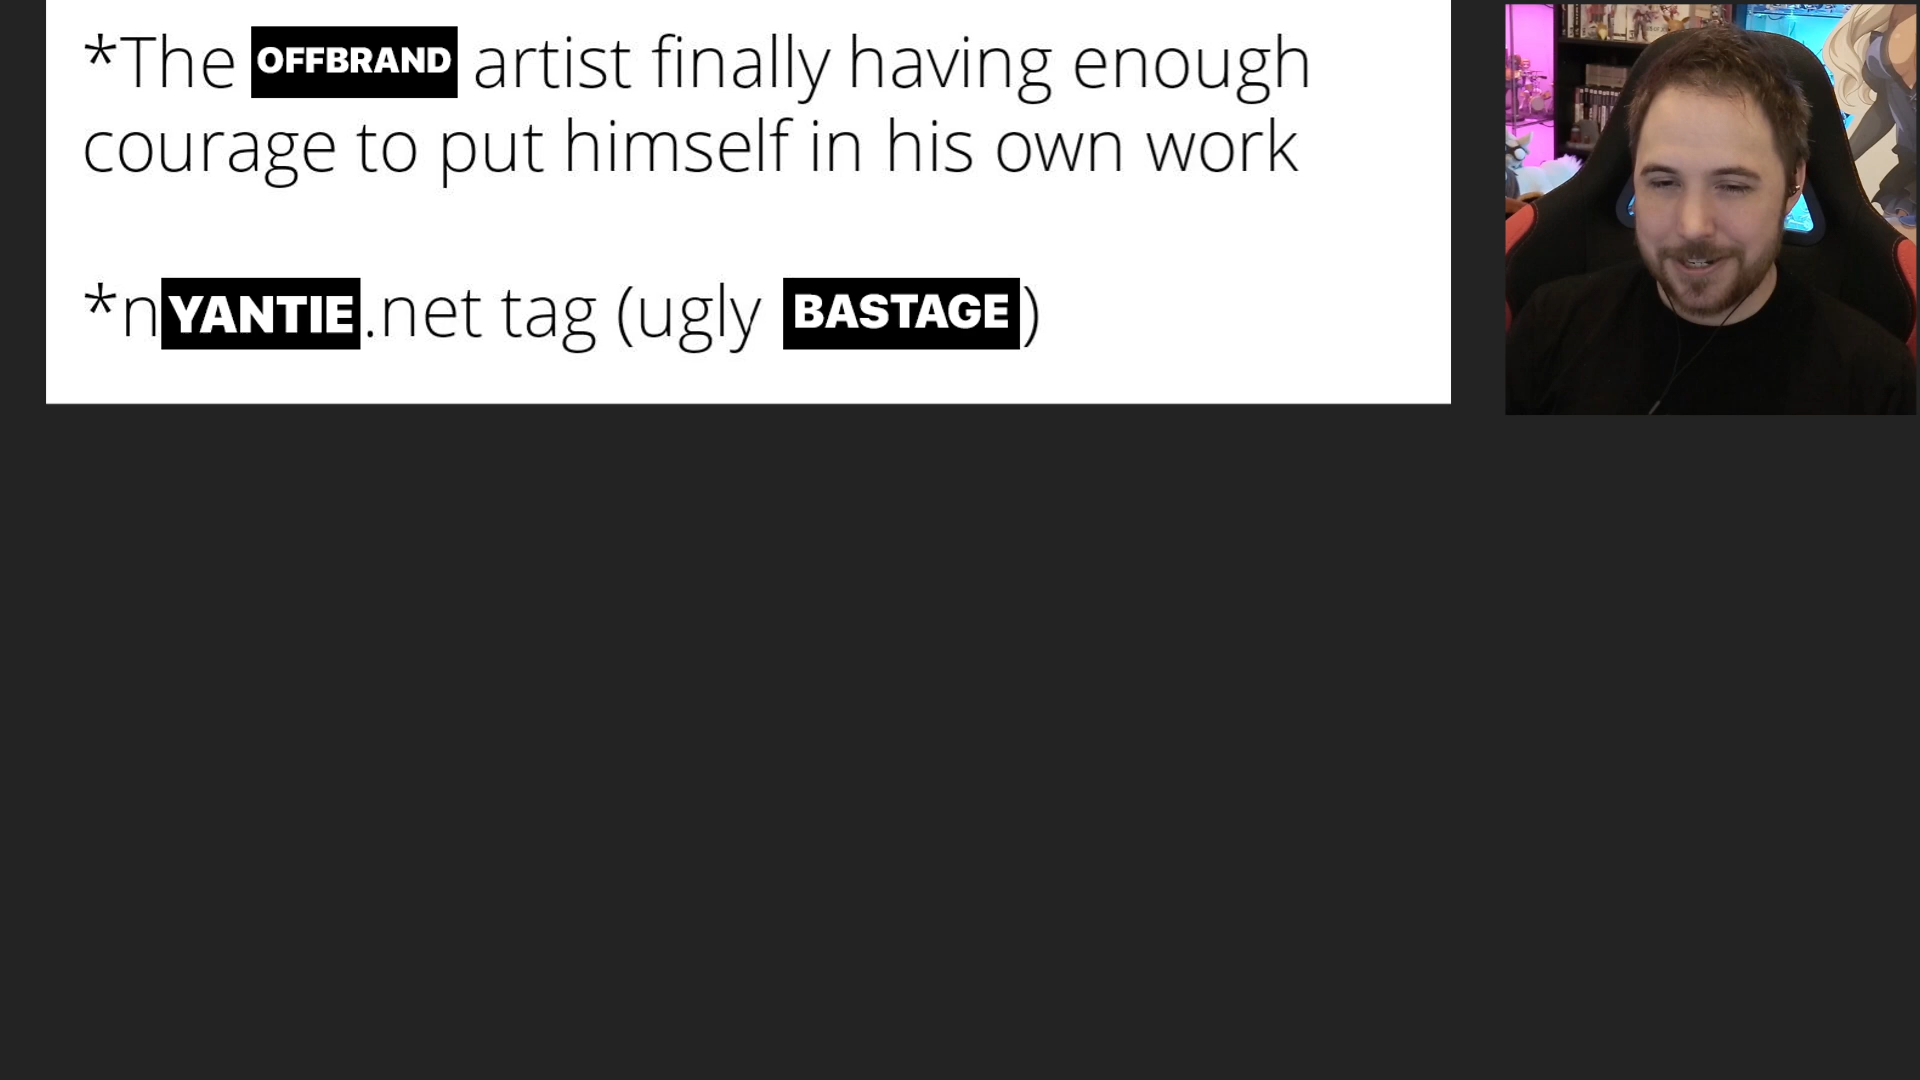 *The OFFBRAND artist finally having enough
courage to put himself in his own work
*nYANTIE.net tag (ugly BASTAGE)